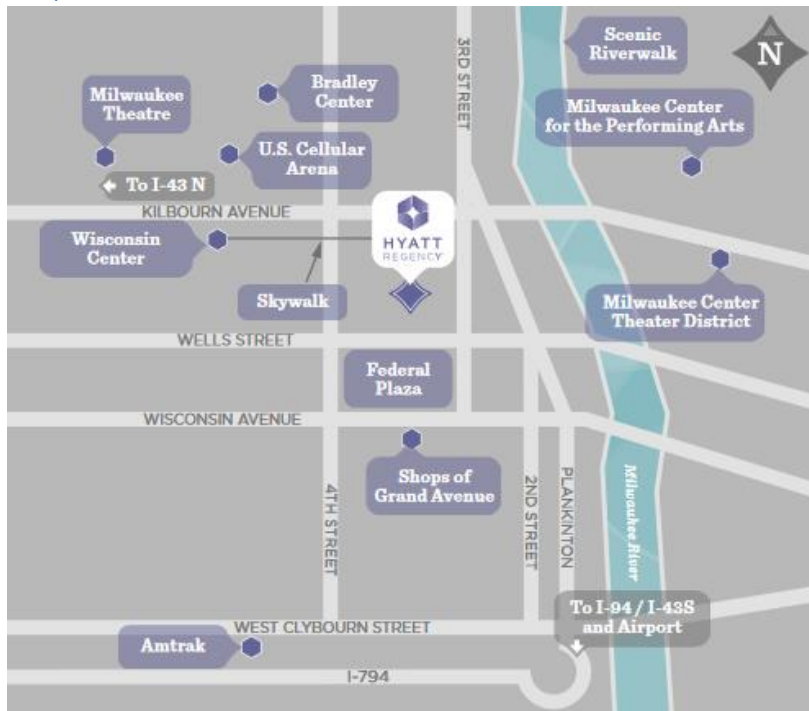 Scenic
Riverwalk
N
3RD STREET
Bradley
Center
Milwaukee
Theatre
Milwaukee Center
for the Performing Arts
U.S. Cellular
Arena
To I-43 N
KILBOURN AVENUE
HYATT
REGENCY
Wisconsin
Center
Skywalk
Milwaukee Center
Theater District
WELLS STREET
Federal
Plaza
WISCONSIN AVENUE
Shops of
Grand Avenue
4TH STREET
2ND STREET
PLANKINTON
Milwaukee River
To I-94 / I-43S
and Airport
WEST CLYBOURN STREET
Amtrak
I-794